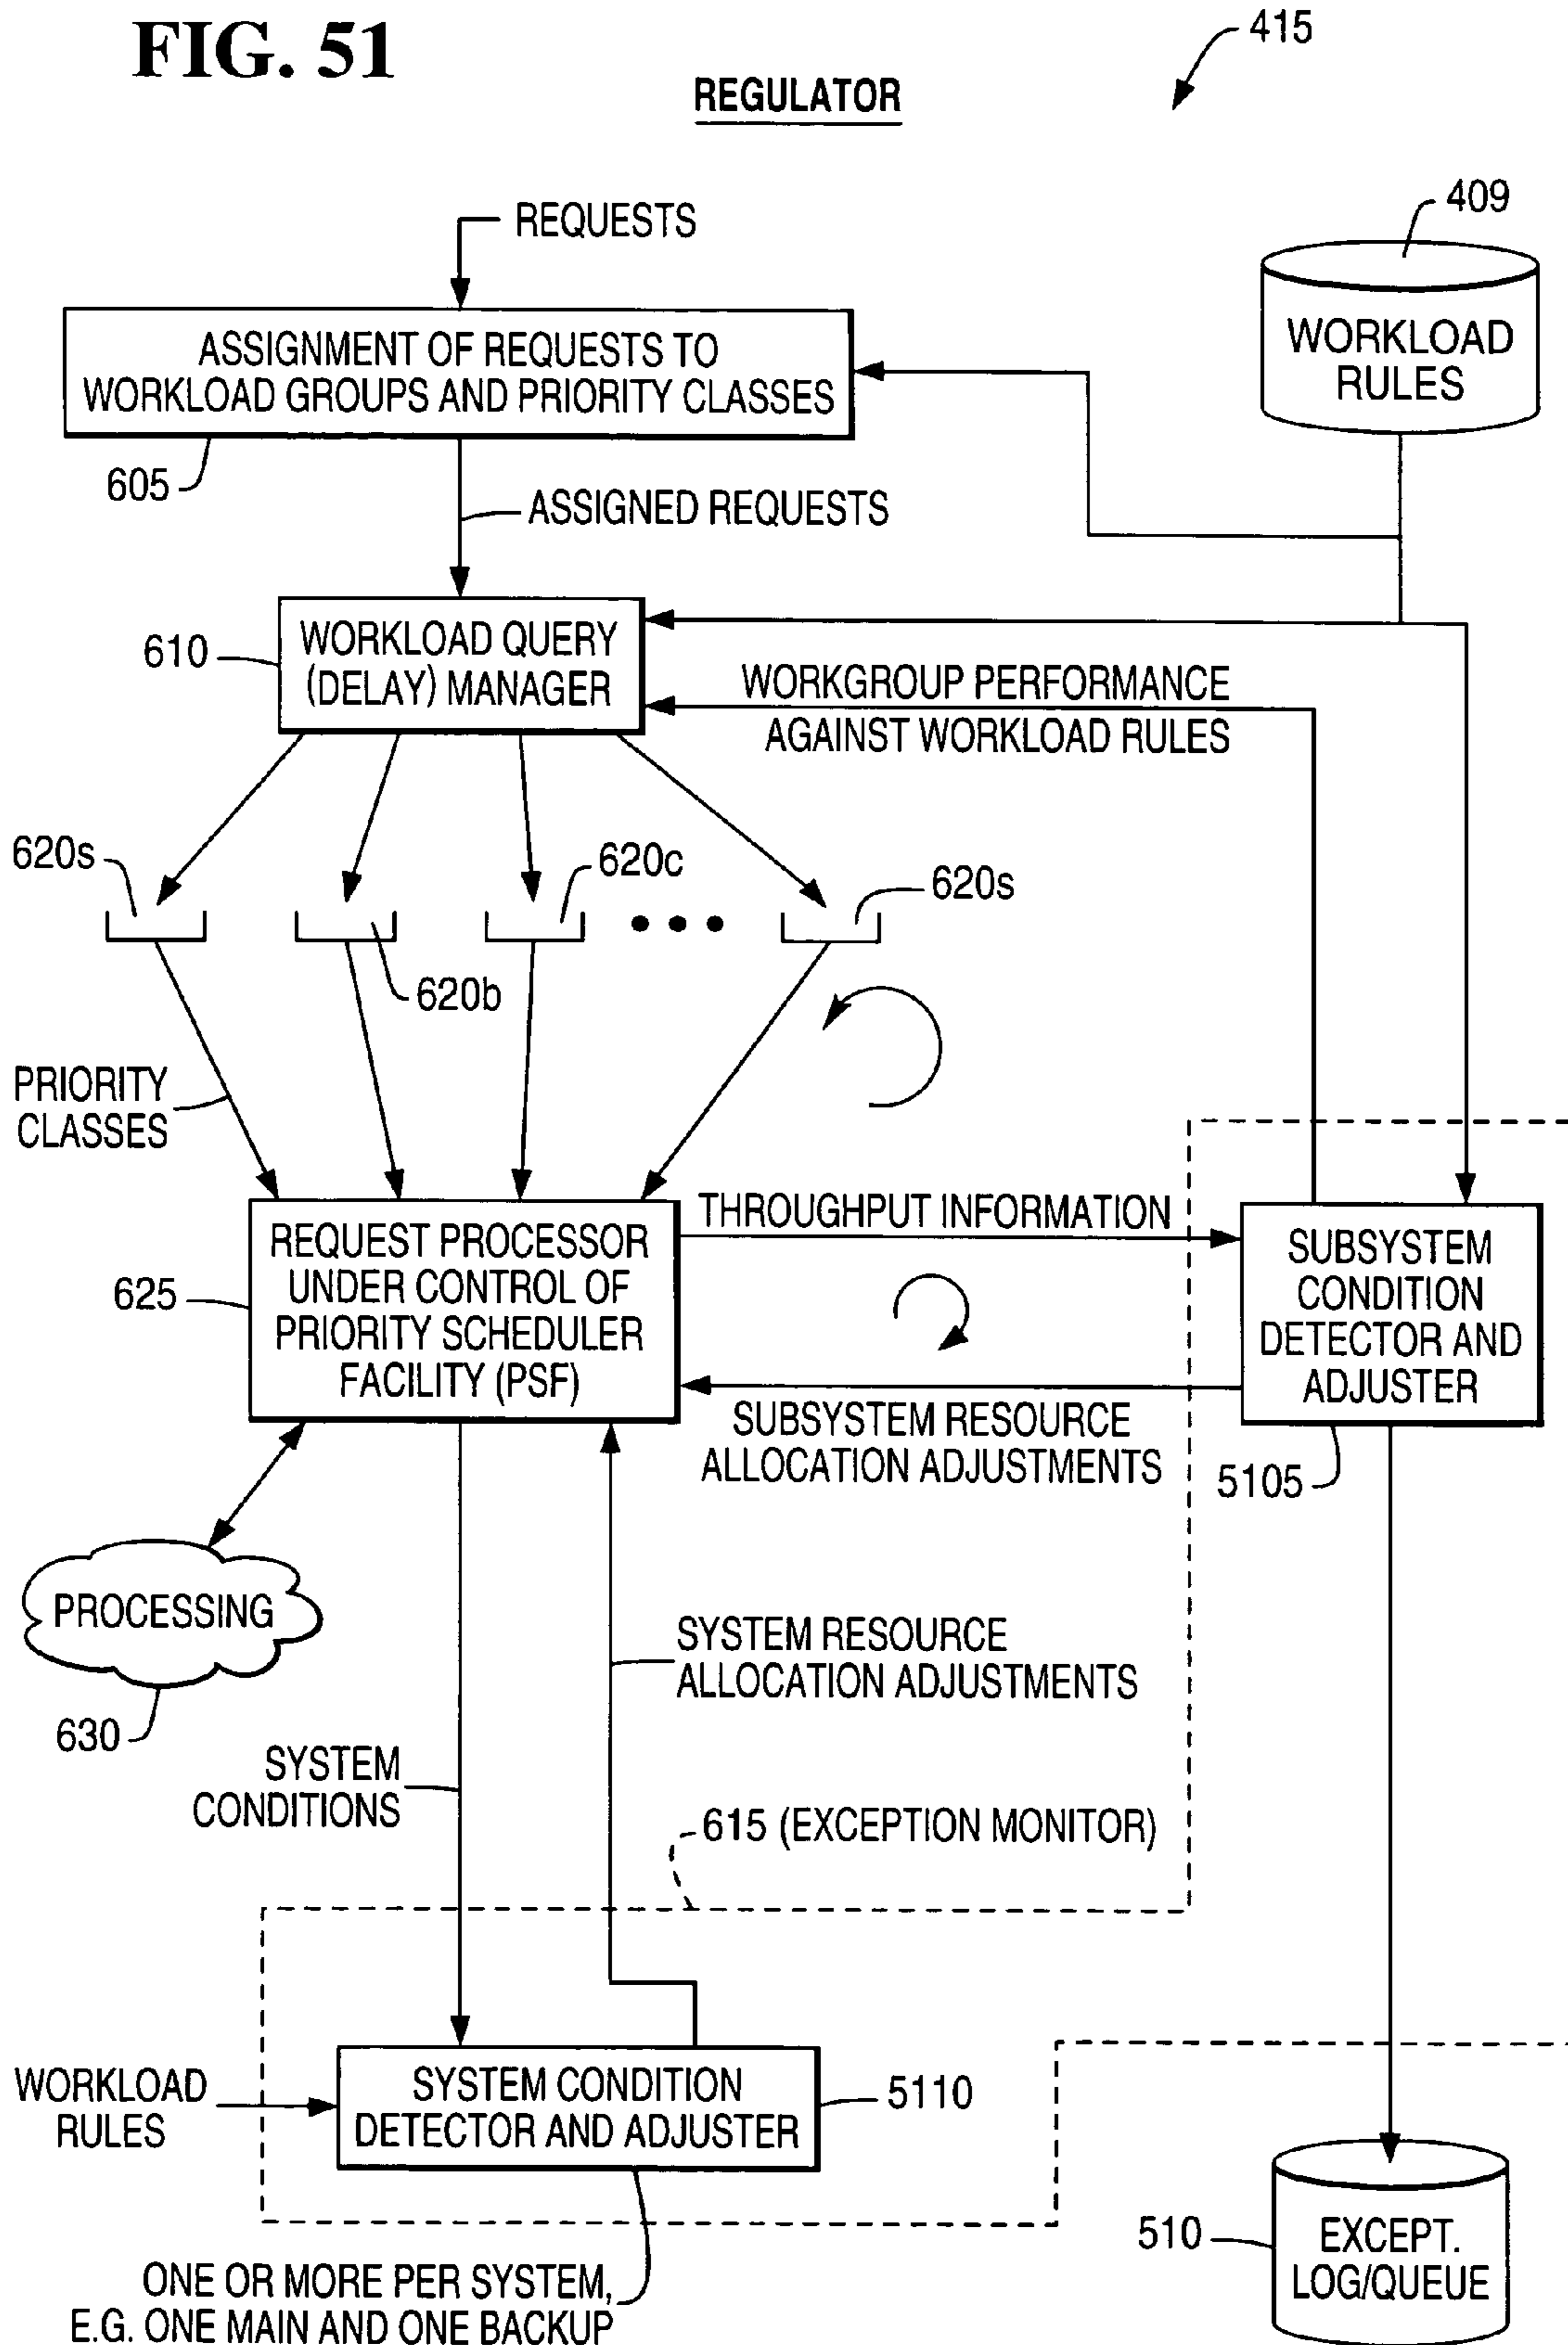 FIG. 51
415
REGULATOR
409
REQUESTS
WORKLOAD
RULES
ASSIGNMENT OF REQUESTS TO
WORKLOAD GROUPS AND PRIORITY CLASSES
605
ASSIGNED REQUESTS
610
WORKLOAD QUERY
(DELAY) MANAGER
WORKGROUP PERFORMANCE
AGAINST WORKLOAD RULES
620s
620c
620s
620b
PRIORITY
CLASSES
THROUGHPUT INFORMATION
625
REQUEST PROCESSOR
UNDER CONTROL OF
PRIORITY SCHEDULER
FACILITY (PSF)
SUBSYSTEM
CONDITION
DETECTOR AND
ADJUSTER
SUBSYSTEM RESOURCE
ALLOCATION ADJUSTMENTS
5105
PROCESSING
630
SYSTEM RESOURCE
ALLOCATION ADJUSTMENTS
SYSTEM
CONDITIONS
615 (EXCEPTION MONITOR)
WORKLOAD
RULES
SYSTEM CONDITION
DETECTOR AND ADJUSTER
5110
510
EXCEPT.
LOG/QUEUE
ONE OR MORE PER SYSTEM,
E.G. ONE MAIN AND ONE BACKUP